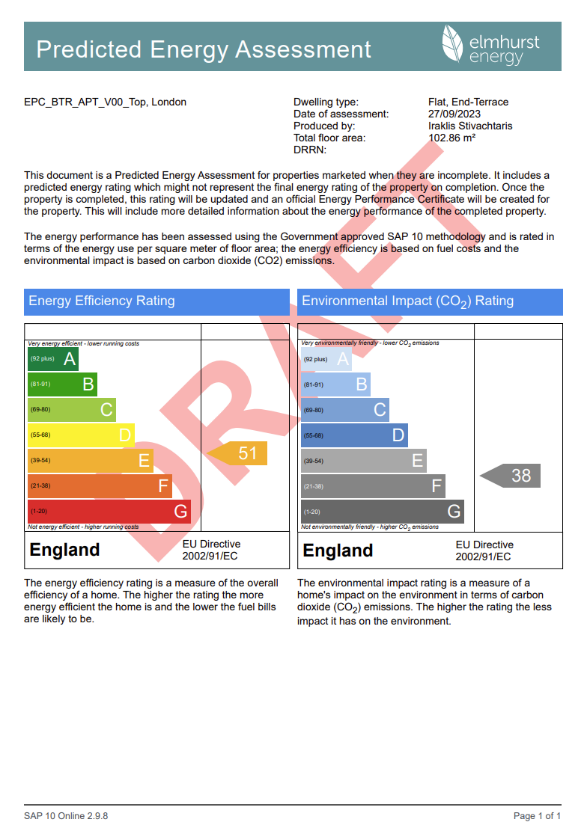 Predicted Energy Assessment
elmhurst
energy
EPC_BTR_APT_V00_Top, London
Dwelling type: Flat, End-Terrace
Date of assessment: 27/09/2023
Produced by: Iraklis Stivachtaris
Total floor area: 102.86 m²
DRRN:
This document is a Predicted Energy Assessment for properties marketed when they are incomplete. It includes a
predicted energy rating which might not represent the final energy rating of the property on completion. Once the
property is completed, this rating will be updated and an official Energy Performance Certificate will be created for
the property. This will include more detailed information about the energy performance of the completed property.
The energy performance has been assessed using the Government approved SAP 10 methodology and is rated in
terms of the energy use per square meter of floor area; the energy efficiency is based on fuel costs and the
environmental impact is based on carbon dioxide (CO2) emissions.
DRAFT
Energy Efficiency Rating
Very energy efficient - lower running costs
(92 plus) A
(81-91) B
(69-80) C
(55-68) D
(39-54) E
51
(21-38) F
(1-20) G
Not energy efficient - higher running costs
England
EU Directive
2002/91/EC
The energy efficiency rating is a measure of the overall
efficiency of a home. The higher the rating the more
energy efficient the home is and the lower the fuel bills
are likely to be.
Environmental Impact (CO₂) Rating
Very environmentally friendly - lower CO₂ emissions
(92 plus) A
(81-91) B
(69-80) C
(55-68) D
(39-54) E
(21-38) F
38
(1-20) G
Not environmentally friendly - higher CO₂ emissions
England
EU Directive
2002/91/EC
The environmental impact rating is a measure of a
home's impact on the environment in terms of carbon
dioxide (CO₂) emissions. The higher the rating the less
impact it has on the environment.
SAP 10 Online 2.9.8
Page 1 of 1